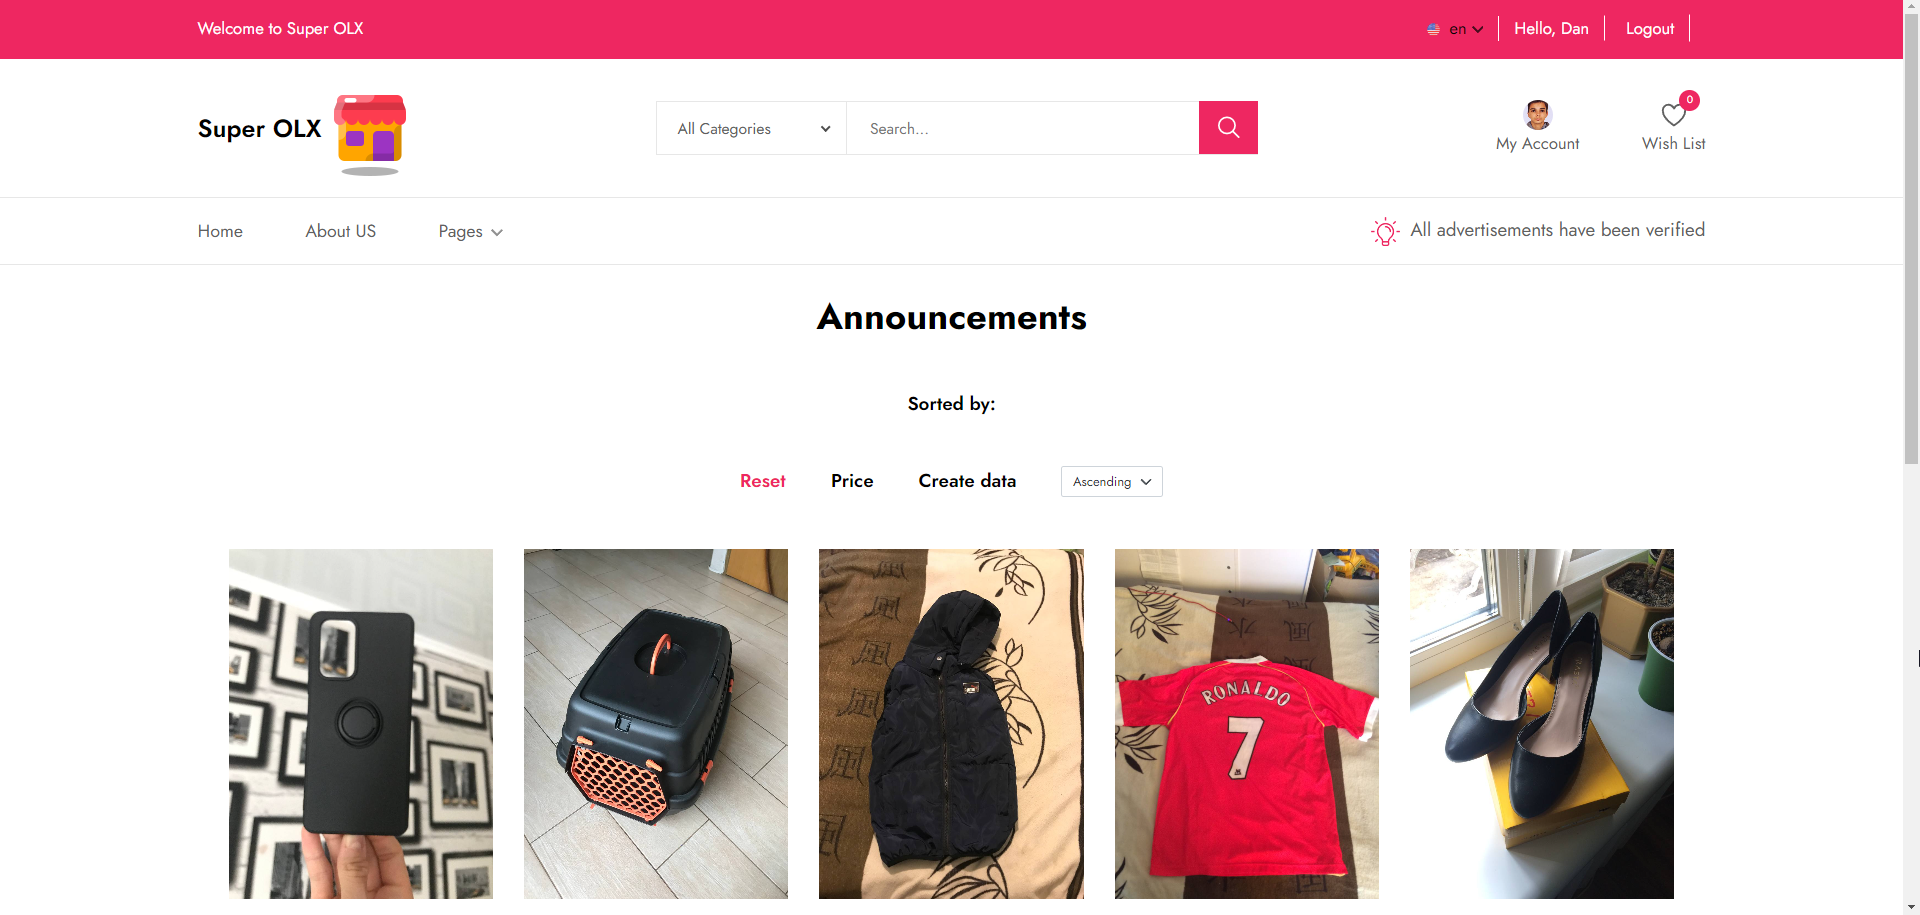 Welcome to Super OLX
en
Hello, Dan
Logout
Super OLX
All Categories
Search...
My Account
0
Wish List
Home
About US
Pages
All advertisements have been verified
Announcements
Sorted by:
Reset
Price
Create data
Ascending
RONALDO
7